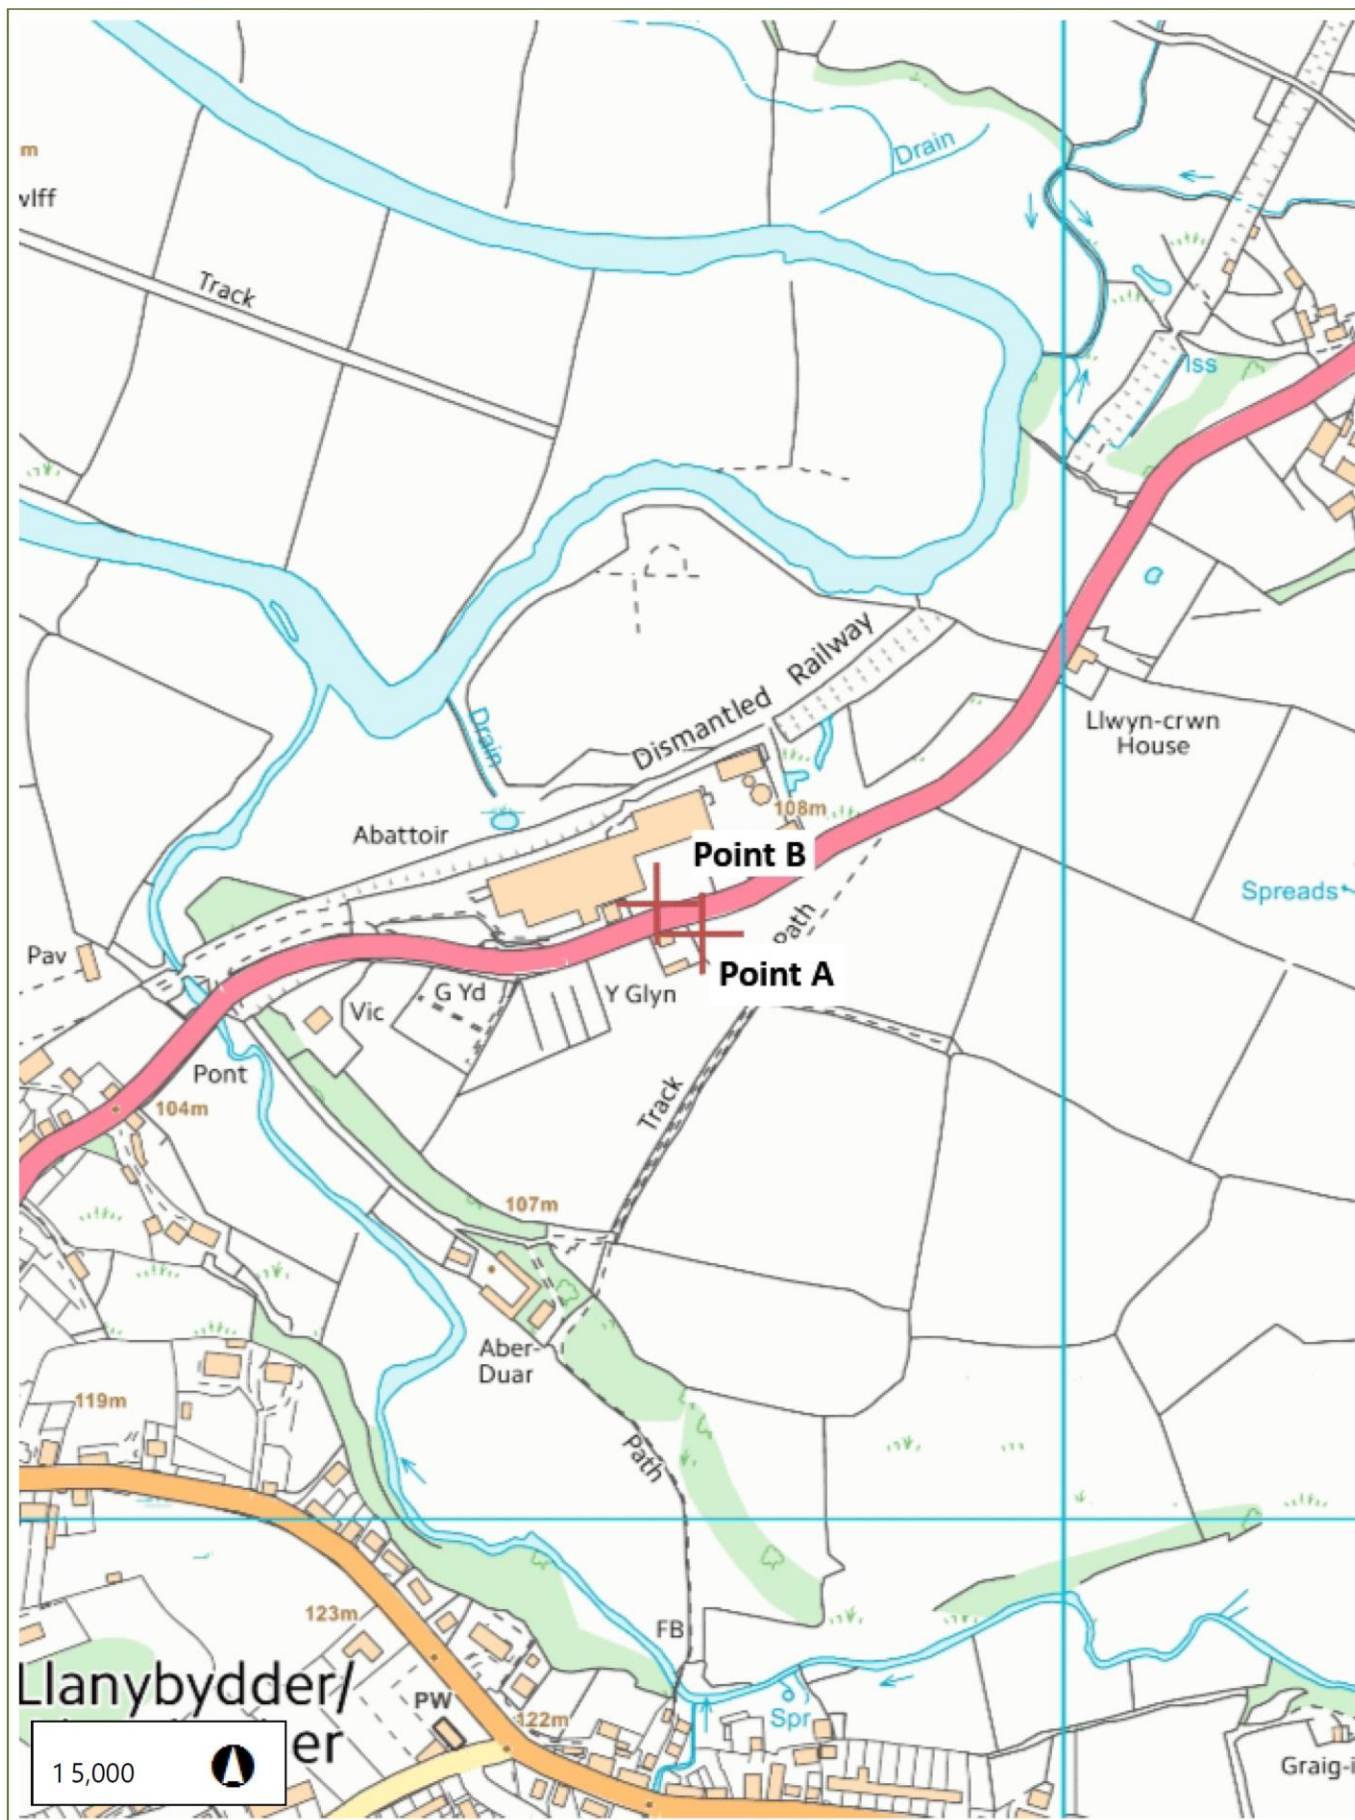 Drain
m
wlff
Track
Iss
Dismantled Railway
Llwyn-crwn
House
Drain
108m
Abattoir
Point B
Spreads
Path
Pav
Point A
G Yd
Y Glyn
Vic
Pont
Track
104m
107m
Aber-
Duar
119m
Path
123m
FB
Llanybydder/
PW
Spr
122m
er
1 5,000
Graig-i